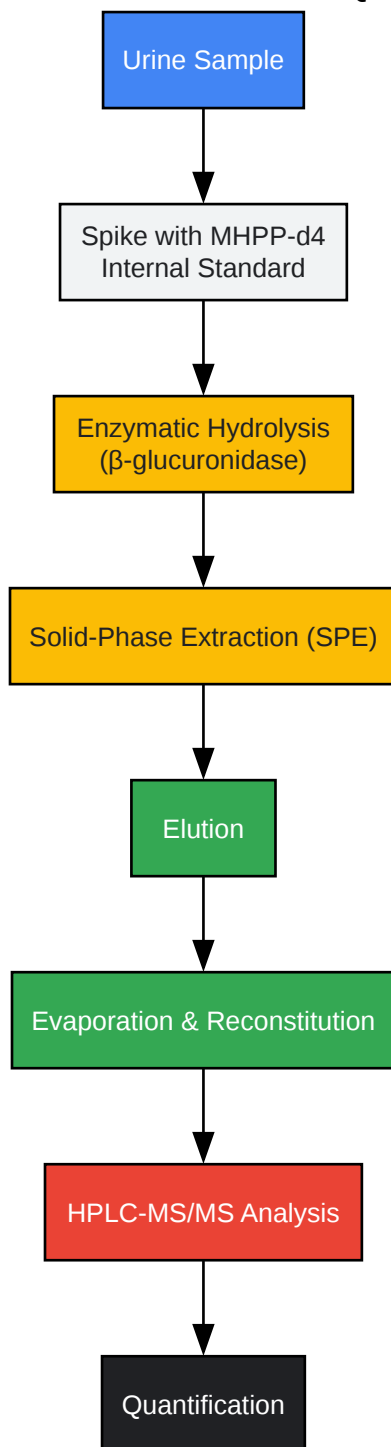 Urine Sample
Spike with MHPP-d4
Internal Standard
Enzymatic Hydrolysis
(β-glucuronidase)
Solid-Phase Extraction (SPE)
Elution
Evaporation & Reconstitution
HPLC-MS/MS Analysis
Quantification